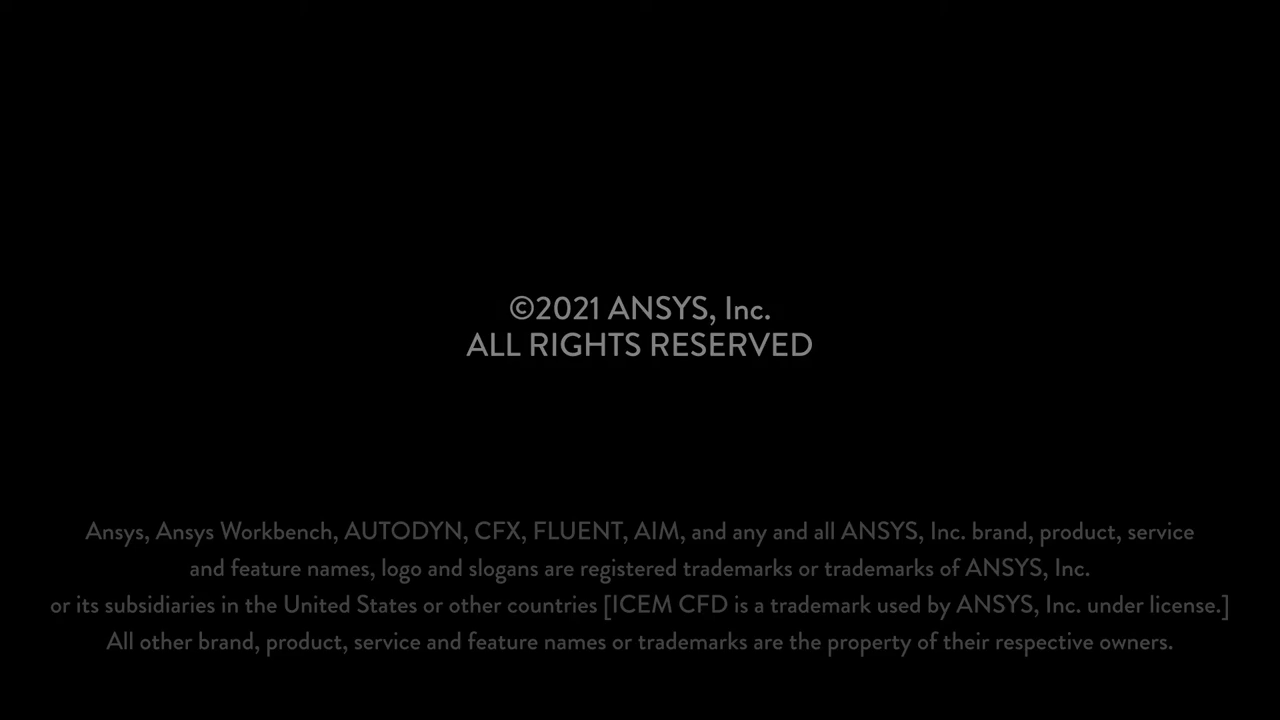 ©2021 ANSYS, Inc.
ALL RIGHTS RESERVED
Ansys, Ansys Workbench, AUTODYN, CFX, FLUENT, AIM, and any and all ANSYS, Inc. brand, product, service
and feature names, logo and slogans are registered trademarks or trademarks of ANSYS, Inc.
or its subsidiaries in the United States or other countries [ICEM CFD is a trademark used by ANSYS, Inc. under license.]
All other brand, product, service and feature names or trademarks are the property of their respective owners.